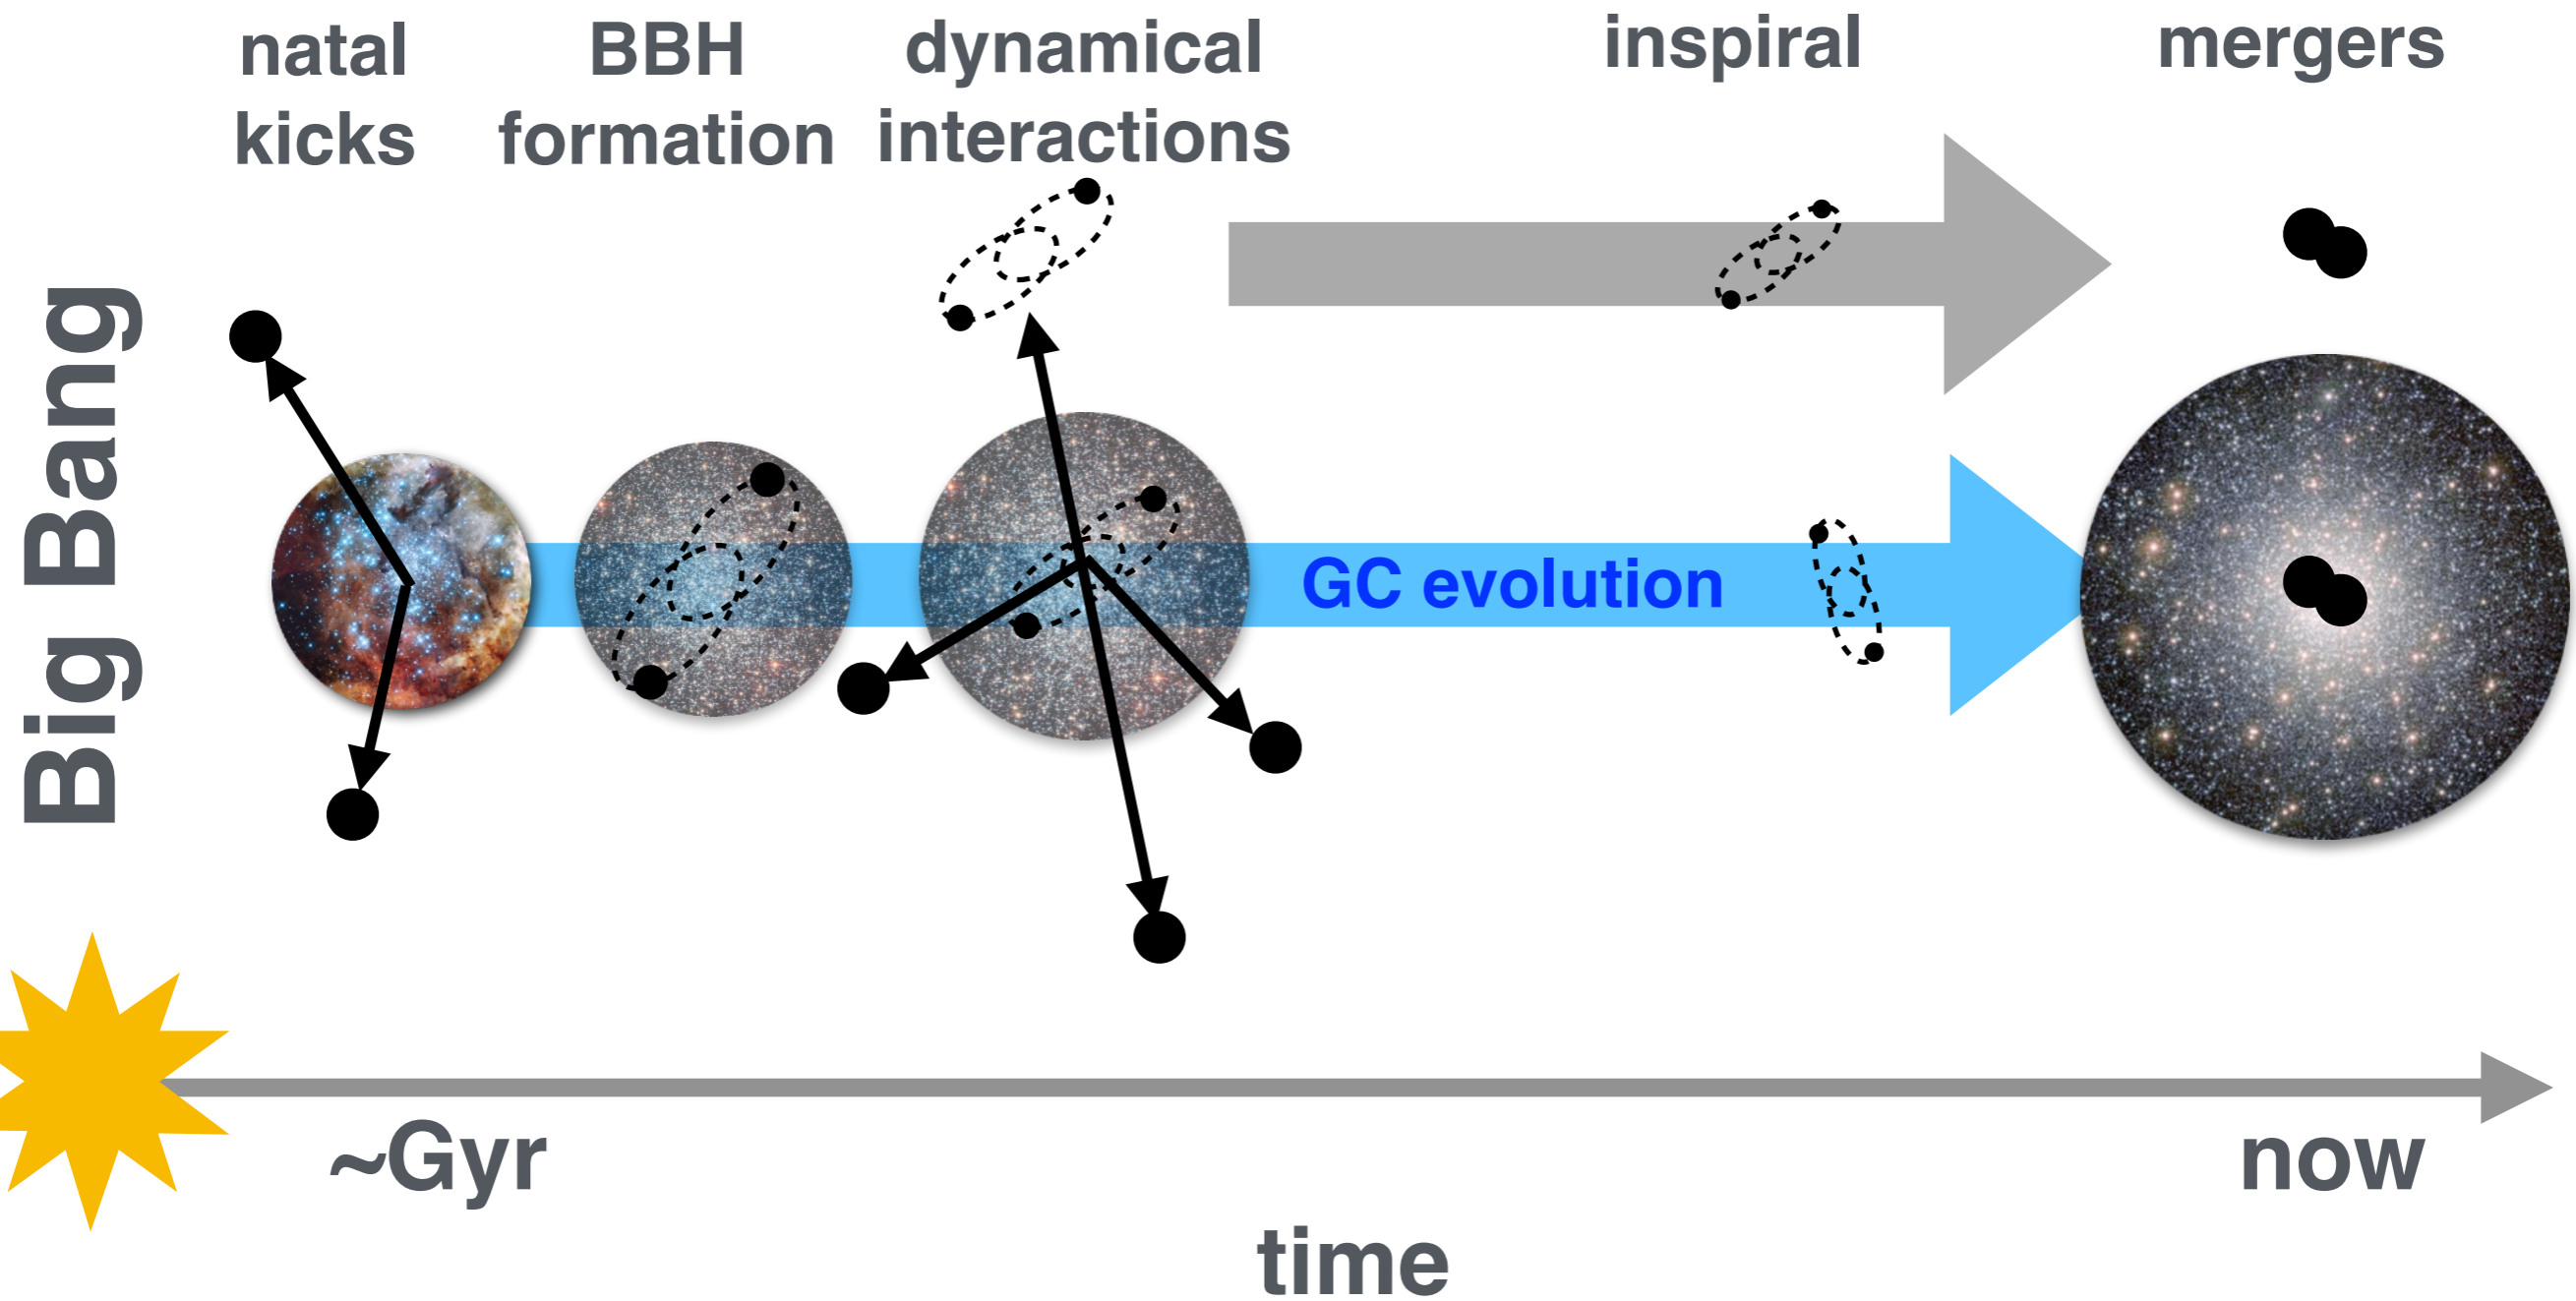 natal
kicks
BBH
formation
dynamical
interactions
inspiral
mergers
Big Bang
GC evolution
~Gyr
now
time